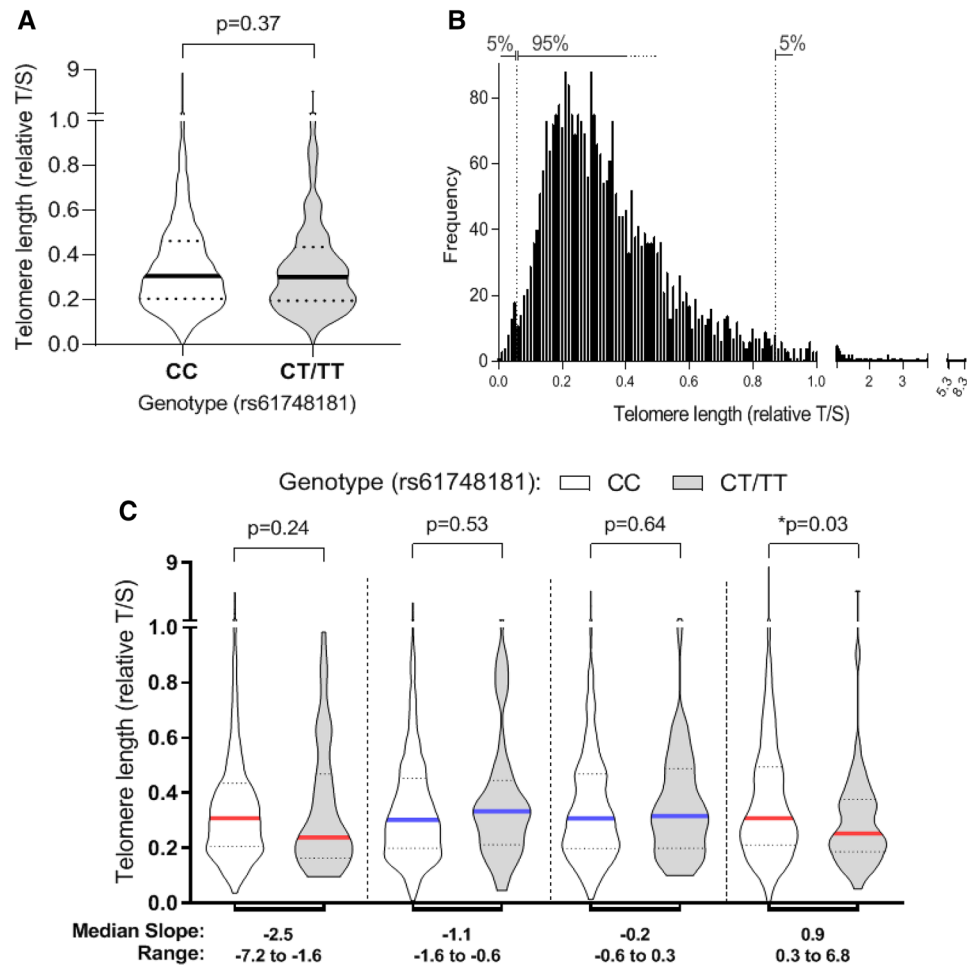 A
p=0.37
Telomere length (relative T/S)
9
1.0
0.8
0.6
0.4
0.2
0.0
CC CT/TT
Genotype (rs61748181)
B
5% 95% 5%
Frequency
80
60
40
20
0
0.0 0.2 0.4 0.6 0.8 1.0 2 3 5.3 8.3
Telomere length (relative T/S)
Genotype (rs61748181): CC CT/TT
C
p=0.24 p=0.53 p=0.64 *p=0.03
Telomere length (relative T/S)
9
1.0
0.8
0.6
0.4
0.2
0.0
Median Slope: -2.5 -1.1 -0.2 0.9
Range: -7.2 to -1.6 -1.6 to -0.6 -0.6 to 0.3 0.3 to 6.8